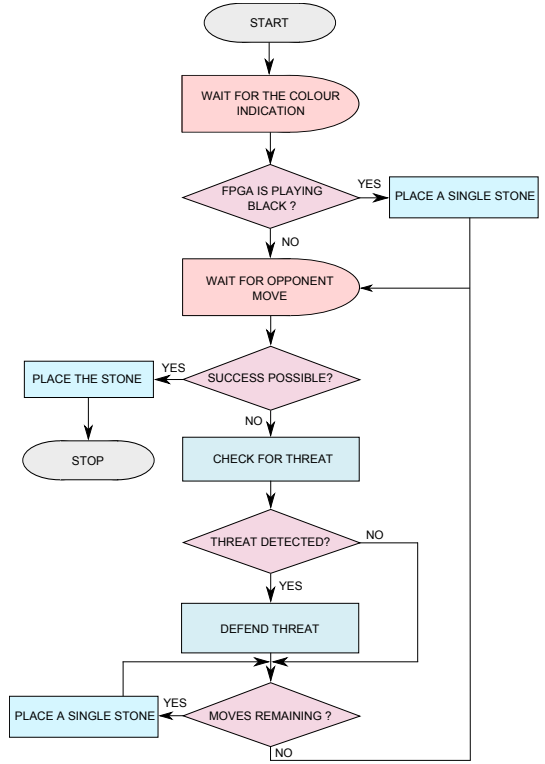 START
WAIT FOR THE COLOUR
INDICATION
FPGA IS PLAYING
BLACK ?
YES
PLACE A SINGLE STONE
NO
WAIT FOR OPPONENT
MOVE
SUCCESS POSSIBLE?
YES
PLACE THE STONE
STOP
NO
CHECK FOR THREAT
THREAT DETECTED?
NO
YES
DEFEND THREAT
MOVES REMAINING ?
YES
PLACE A SINGLE STONE
NO